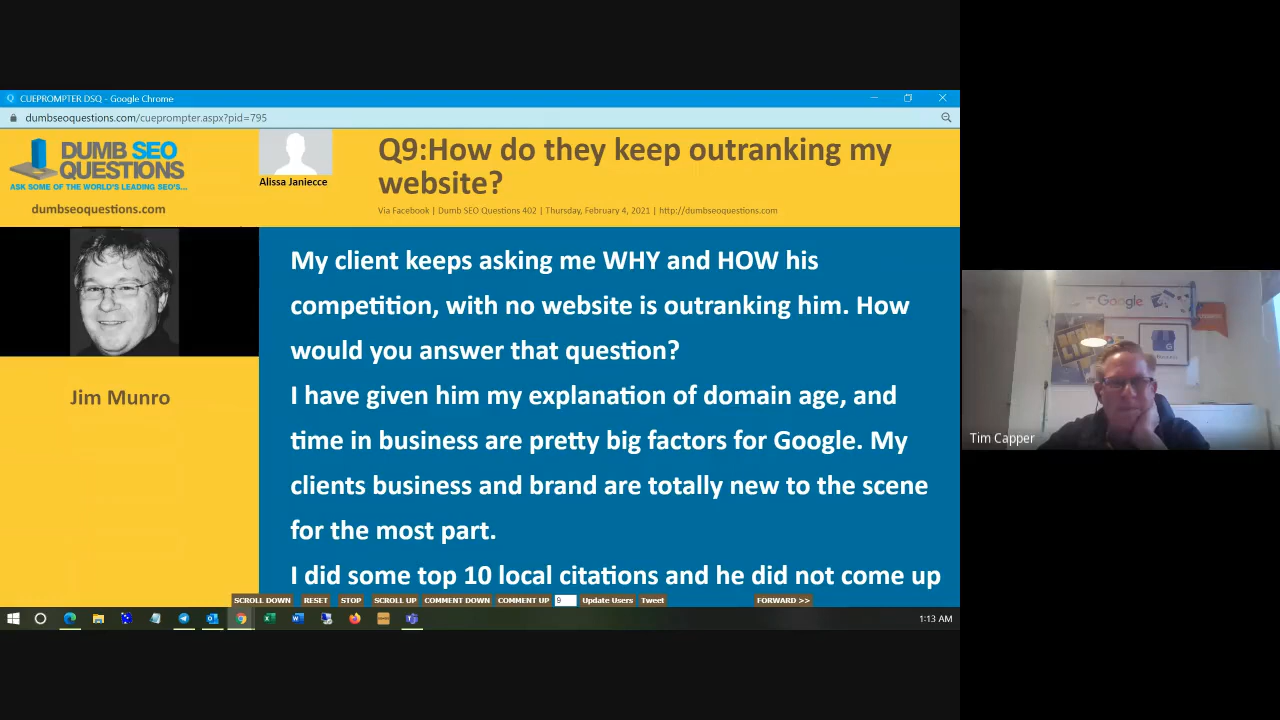 CUEPROMPTER DSQ - Google Chrome
dumbseoquestions.com/cueprompter.aspx?pid=795
DUMB SEO
QUESTIONS
ASK SOME OF THE WORLD'S LEADING SEO'S...
dumbseoquestions.com
Alissa Janiecce
Q9:How do they keep outranking my
website?
Via Facebook | Dumb SEO Questions 402 | Thursday, February 4, 2021 | http://dumbseoquestions.com
Jim Munro
My client keeps asking me WHY and HOW his
competition, with no website is outranking him. How
would you answer that question?
I have given him my explanation of domain age, and
time in business are pretty big factors for Google. My
clients business and brand are totally new to the scene
for the most part.
I did some top 10 local citations and he did not come up
SCROLL DOWN RESET STOP SCROLL UP COMMENT DOWN COMMENT UP 9 Update Users Tweet FORWARD >>
1:13 AM
Google
Tim Capper